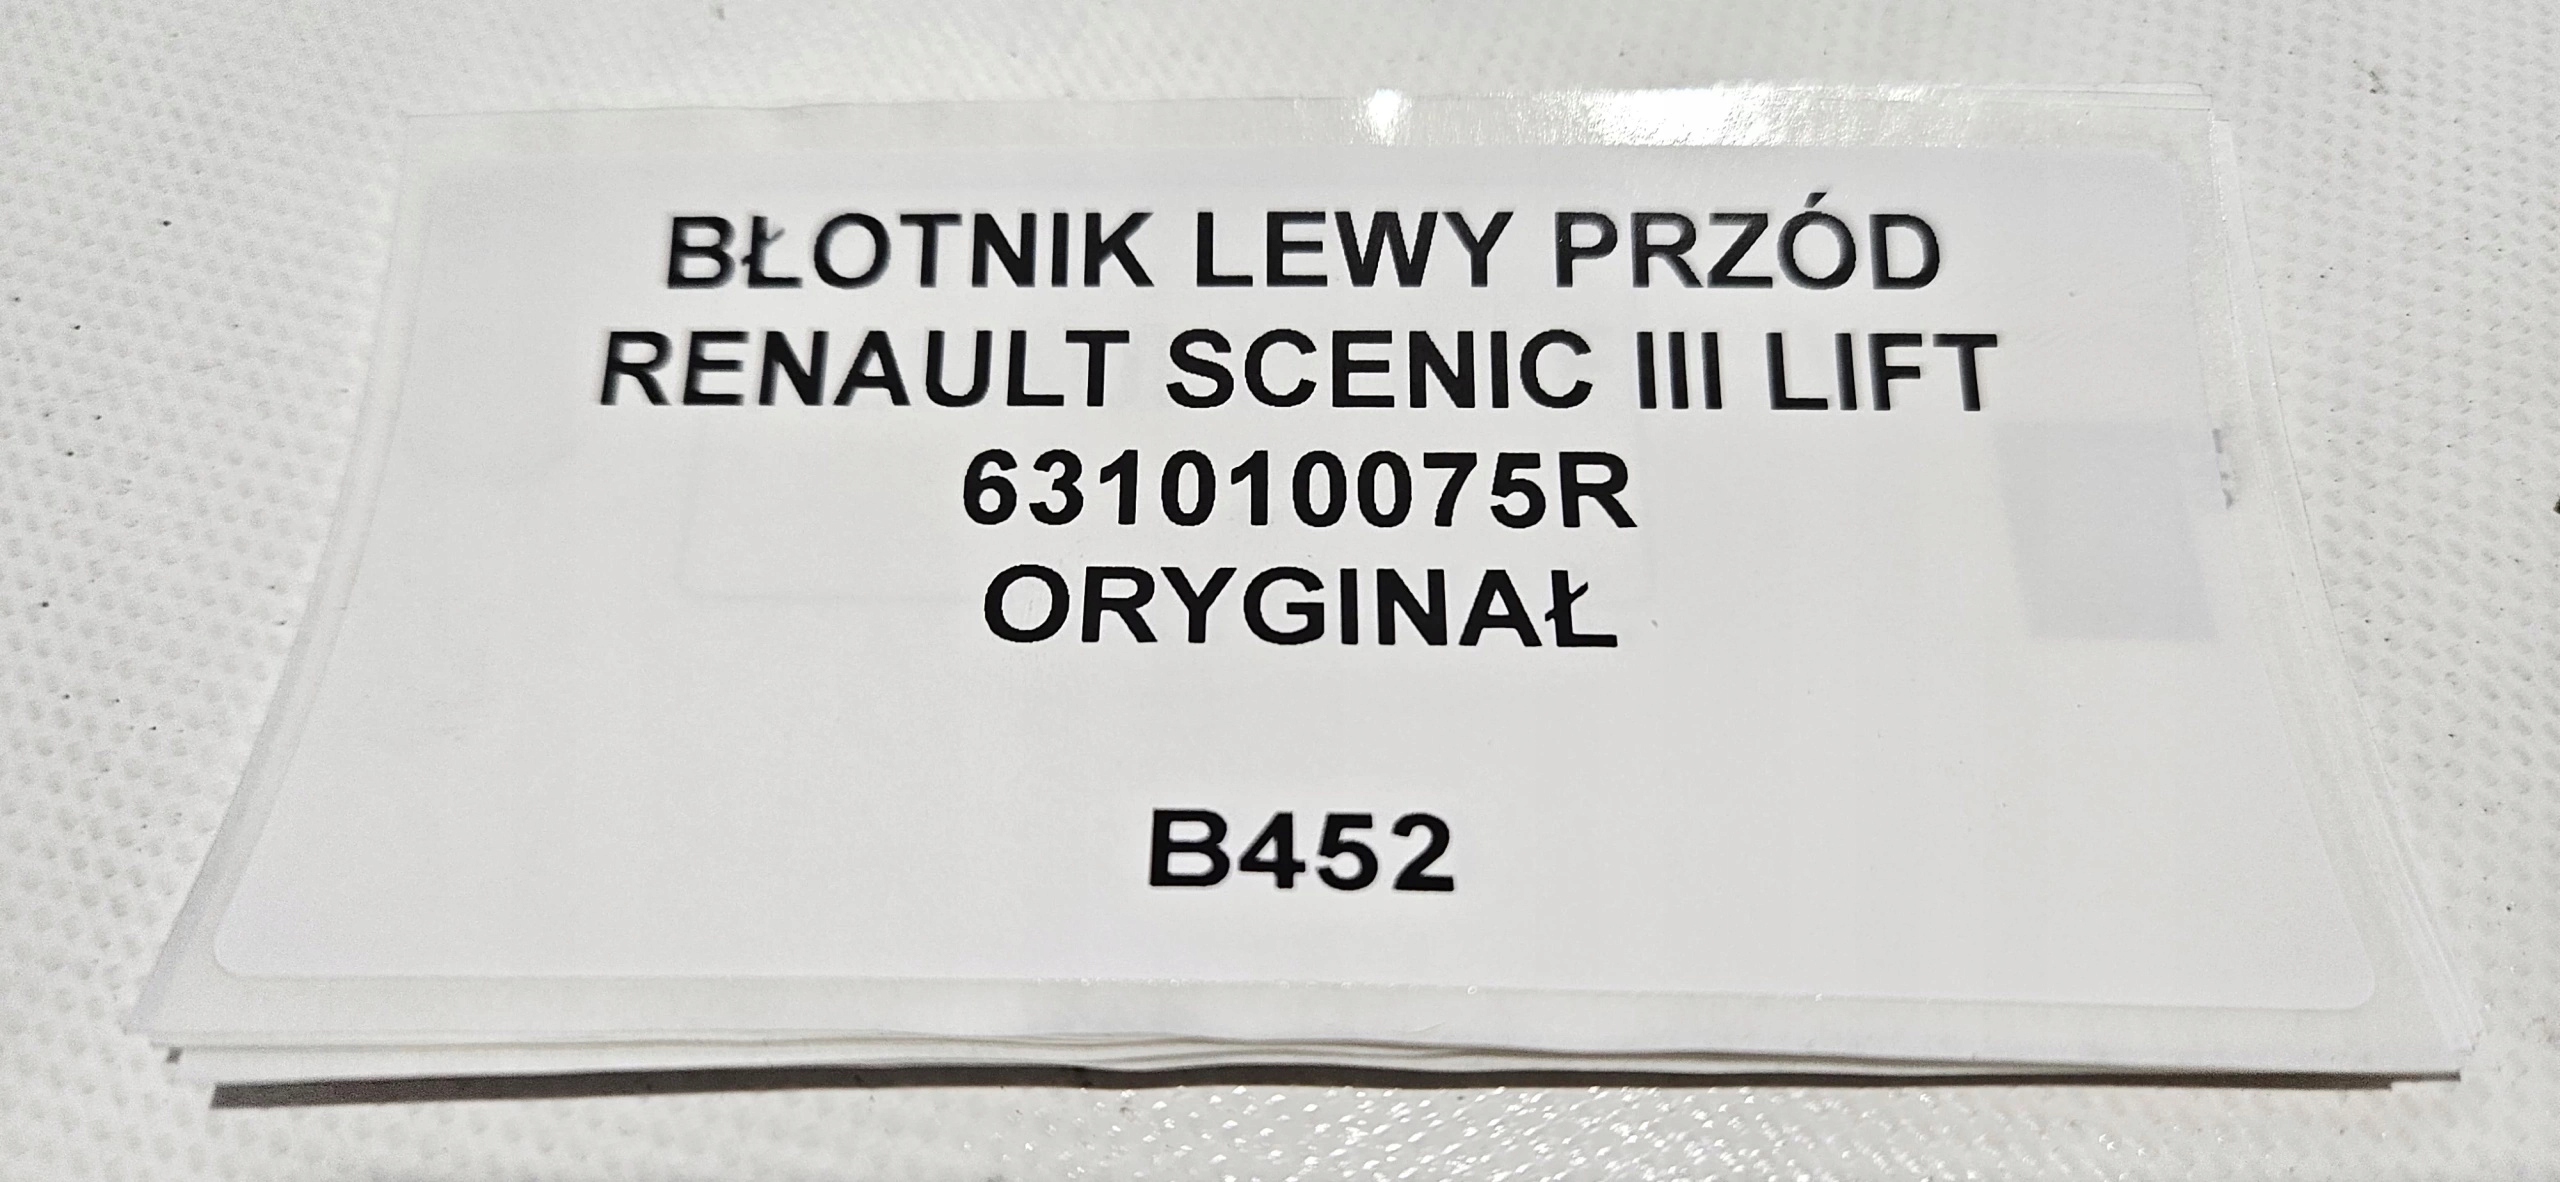 BŁOTNIK LEWY PRZÓD
RENAULT SCENIC III LIFT
631010075R
ORYGINAŁ
B452